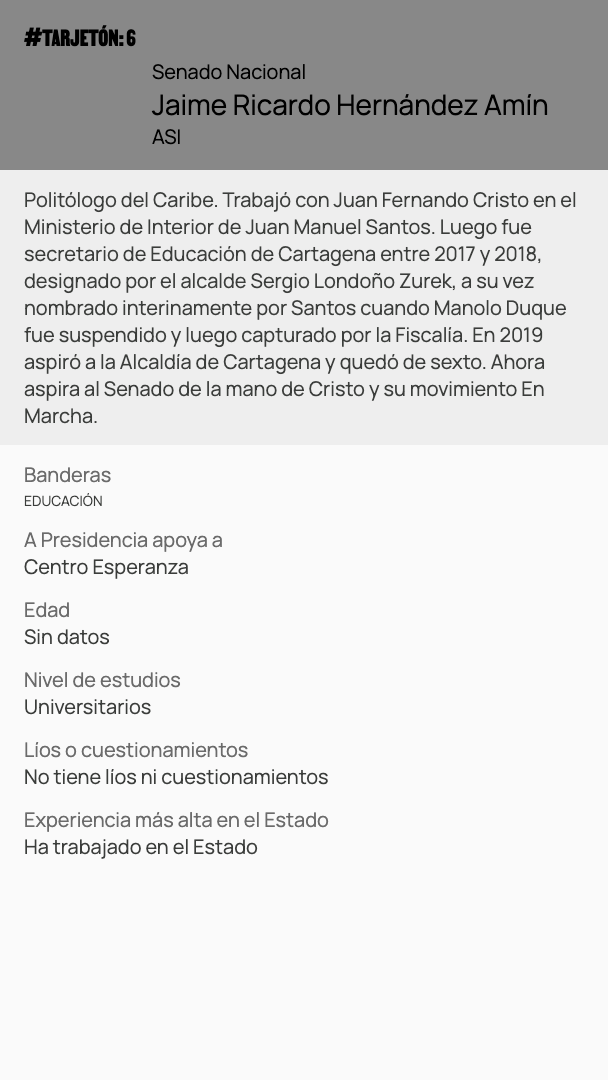 #TARJETÓN: 6
Senado Nacional
Jaime Ricardo Hernández Amín
ASI
Politólogo del Caribe. Trabajó con Juan Fernando Cristo en el
Ministerio de Interior de Juan Manuel Santos. Luego fue
secretario de Educación de Cartagena entre 2017 y 2018,
designado por el alcalde Sergio Londoño Zurek, a su vez
nombrado interinamente por Santos cuando Manolo Duque
fue suspendido y luego capturado por la Fiscalía. En 2019
aspiró a la Alcaldía de Cartagena y quedó de sexto. Ahora
aspira al Senado de la mano de Cristo y su movimiento En
Marcha.
Banderas
EDUCACIÓN
A Presidencia apoya a
Centro Esperanza
Edad
Sin datos
Nivel de estudios
Universitarios
Líos o cuestionamientos
No tiene líos ni cuestionamientos
Experiencia más alta en el Estado
Ha trabajado en el Estado